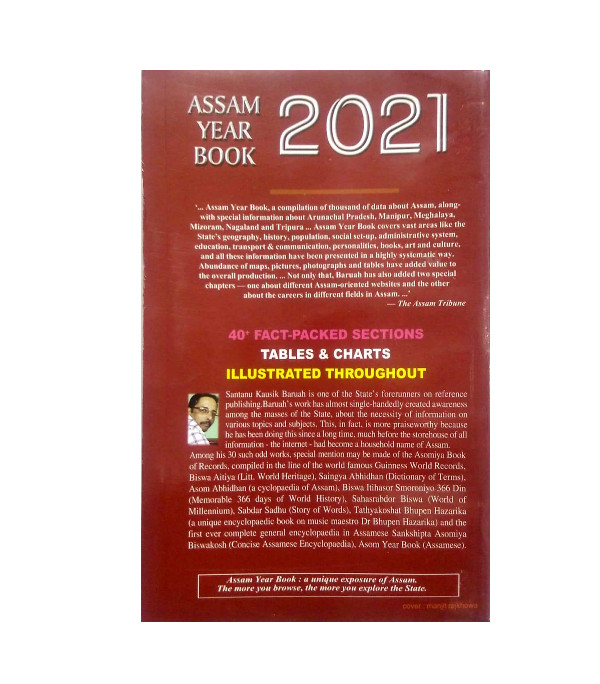 ASSAM
YEAR
BOOK
2021
‘... Assam Year Book, a compilation of thousand of data about Assam, along-
with special information about Arunachal Pradesh, Manipur, Meghalaya,
Mizoram, Nagaland and Tripura ... Assam Year Book covers vast areas like the
State's geography, history, population, social set-up, administrative system,
education, transport & communication, personalities, books, art and culture,
and all these information have been presented in a highly systematic way.
Abundance of maps, pictures, photographs and tables have added value to
the overall production. ... Not only that, Baruah has also added two special
chapters — one about different Assam-oriented websites and the other
about the careers in different fields in Assam. ...’
— The Assam Tribune
40+ FACT-PACKED SECTIONS
TABLES & CHARTS
ILLUSTRATED THROUGHOUT
Santanu Kausik Baruah is one of the State's forerunners on reference
publishing.Baruah's work has almost single-handedly created awareness
among the masses of the State, about the necessity of information on
various topics and subjects. This, in fact, is more praiseworthy because
he has been doing this since a long time, much before the storehouse of all
information - the internet - had become a household name of Assam.
Among his 30 such odd works, special mention may be made of the Asomiya Book
of Records, compiled in the line of the world famous Guinness World Records,
Biswa Aitiya (Litt. World Heritage), Saingya Abhidhan (Dictionary of Terms),
Asom Abhidhan (a cyclopaedia of Assam), Biswa Itihasor Smoroniyo 366 Din
(Memorable 366 days of World History), Sahasrubdor Biswa (World of
Millennium), Sabdar Sadhu (Story of Words), Tathyakoshat Bhupen Hazarika
(a unique encyclopaedic book on music maestro Dr Bhupen Hazarika) and the
first ever complete general encyclopaedia in Assamese Sankshipta Asomiya
Biswakosh (Concise Assamese Encyclopaedia), Asom Year Book (Assamese).
Assam Year Book : a unique exposure of Assam.
The more you browse, the more you explore the State.
cover :